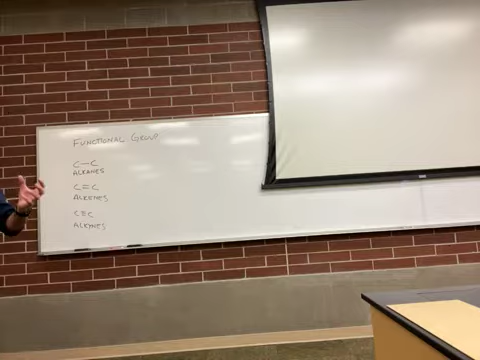 FUNCTIONAL GROUP
C—C
ALKANES
C=C
ALKENES
C≡C
ALKYNES